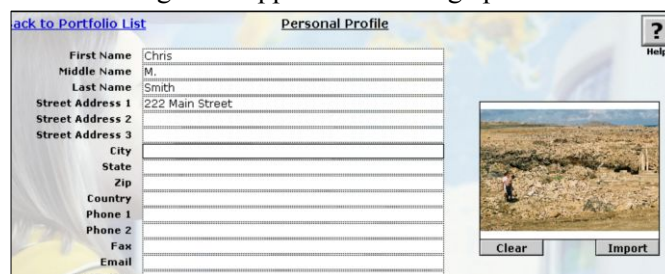 ack to Portfolio List
Personal Profile
?
Help
First Name Chris
Middle Name M.
Last Name Smith
Street Address 1 222 Main Street
Street Address 2
Street Address 3
City
State
Zip
Country
Phone 1
Phone 2
Fax
Email
Clear
Import